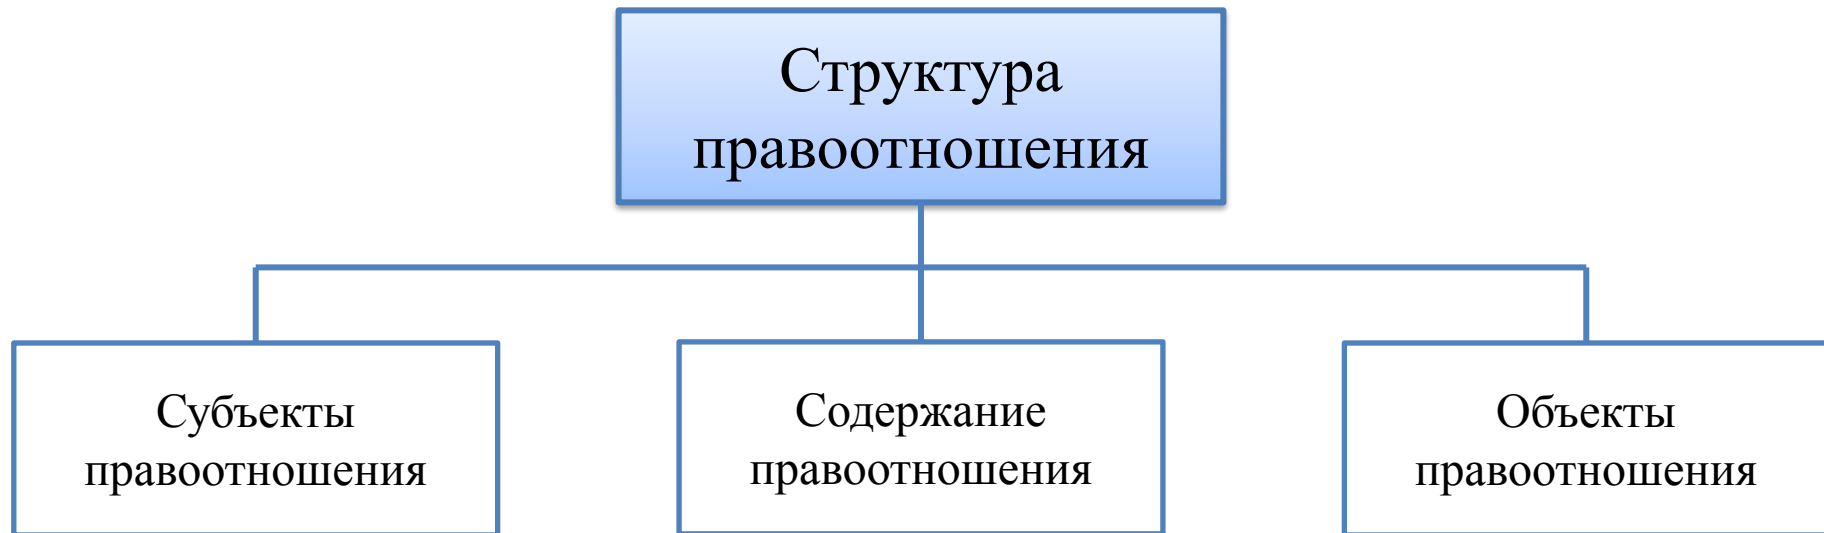 Структура
правоотношения
Субъекты
правоотношения
Содержание
правоотношения
Объекты
правоотношения